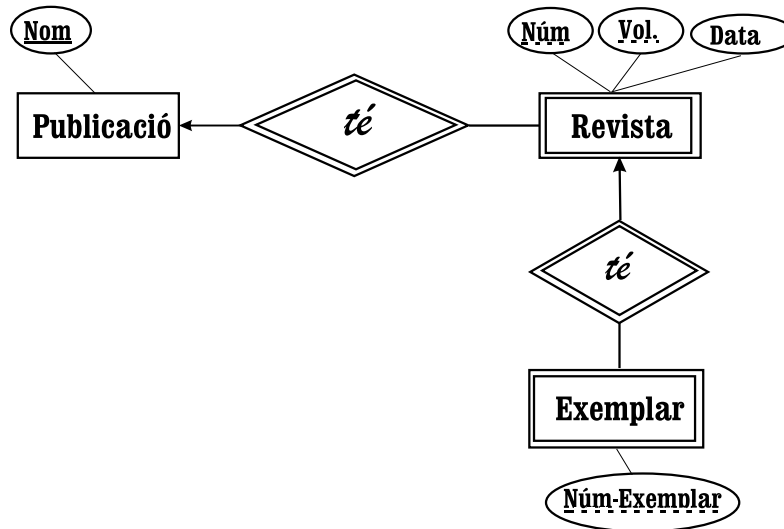 Nom
Núm
Vol.
Data
Publicació
té
Revista
té
Exemplar
Núm-Exemplar